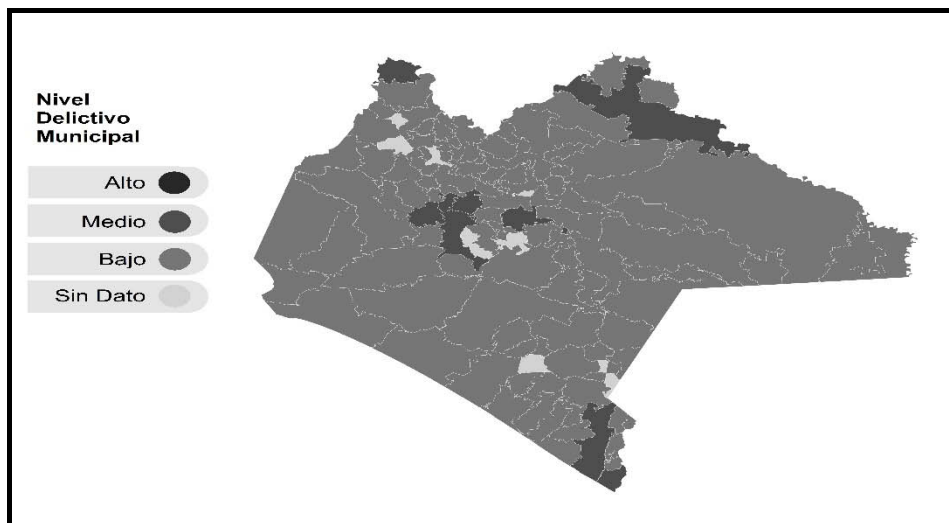 Nivel
Delictivo
Municipal
Alto
Medio
Bajo
Sin Dato